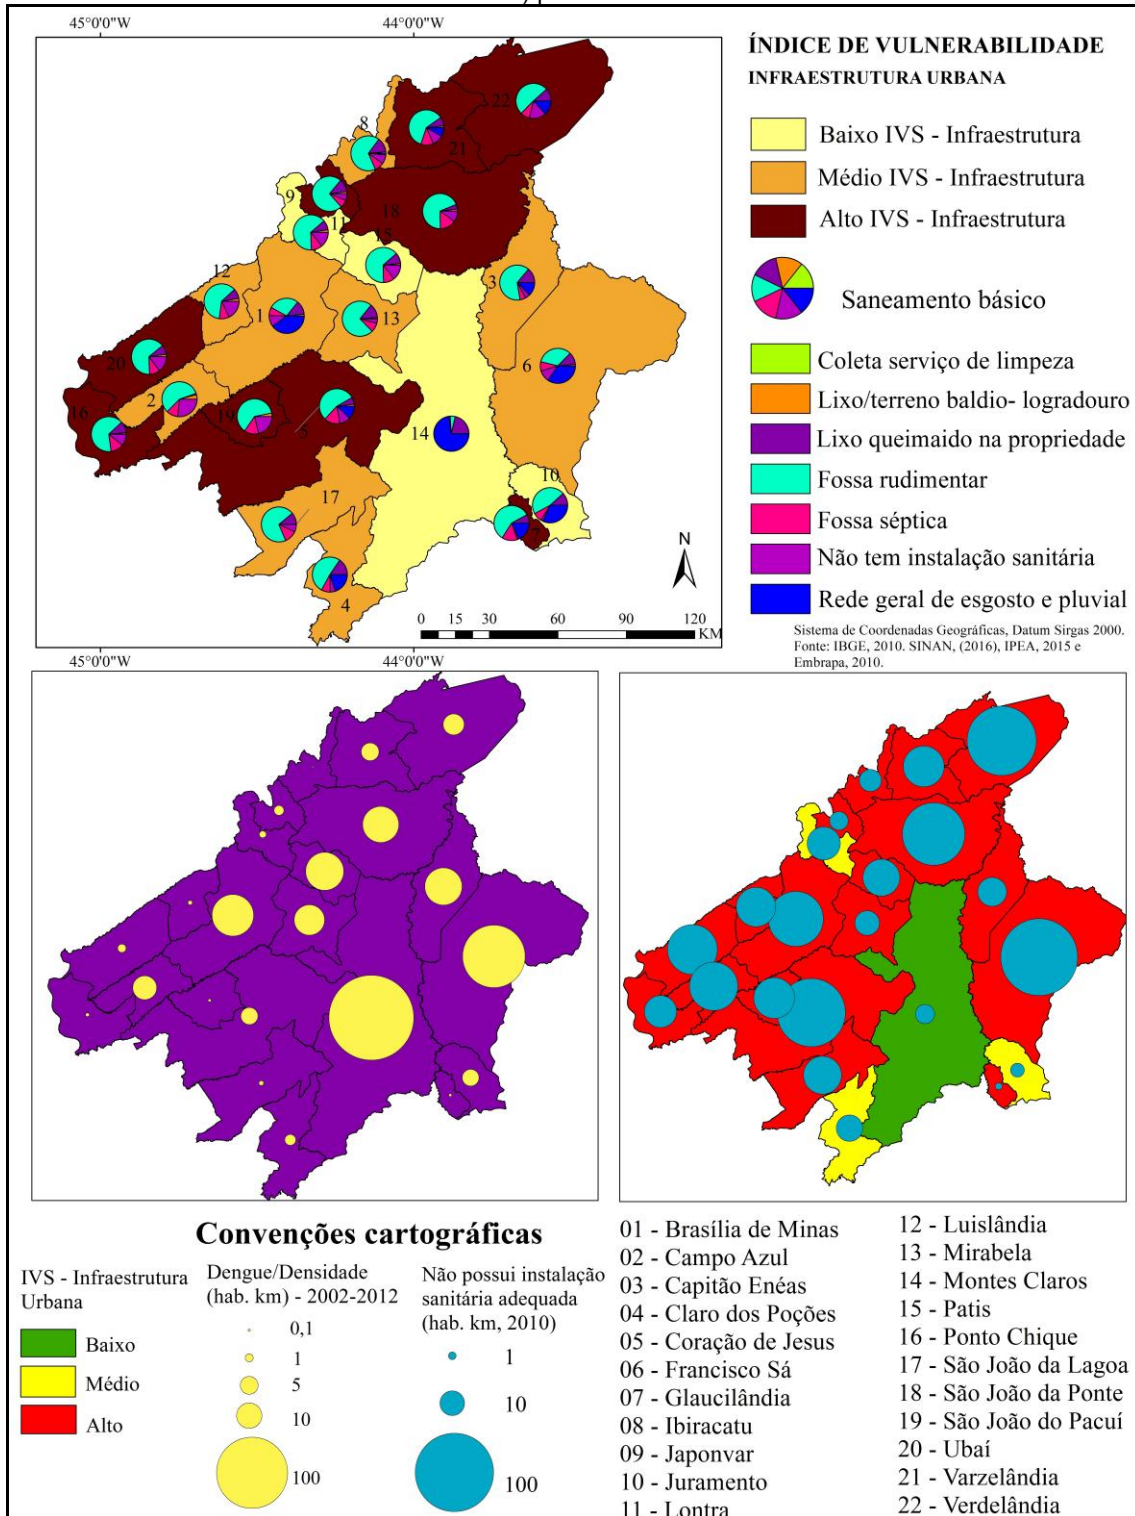 45°0'0"W
44°0'0"W
ÍNDICE DE VULNERABILIDADE
INFRAESTRUTURA URBANA
Baixo IVS - Infraestrutura
Médio IVS - Infraestrutura
Alto IVS - Infraestrutura
Saneamento básico
Coleta serviço de limpeza
Lixo/terreno baldio- logradouro
Lixo queimaido na propriedade
Fossa rudimentar
Fossa séptica
Não tem instalação sanitária
Rede geral de esgosto e pluvial
Sistema de Coordenadas Geográficas, Datum Sirgas 2000.
Fonte: IBGE, 2010. SINAN, (2016), IPEA, 2015 e
Embrapa, 2010.
22
8
21
9
18
11
15
12
3
1
13
20
6
2
16
19
5
14
10
17
7
4
N
0 15 30 60 90 120
KM
45°0'0"W
44°0'0"W
Convenções cartográficas
IVS - Infraestrutura
Urbana
Baixo
Médio
Alto
Dengue/Densidade
(hab. km) - 2002-2012
0,1
1
5
10
100
Não possui instalação
sanitária adequada
(hab. km, 2010)
1
10
100
01 - Brasília de Minas
02 - Campo Azul
03 - Capitão Enéas
04 - Claro dos Poções
05 - Coração de Jesus
06 - Francisco Sá
07 - Glaucilândia
08 - Ibiracatu
09 - Japonvar
10 - Juramento
11 - Lontra
12 - Luislândia
13 - Mirabela
14 - Montes Claros
15 - Patis
16 - Ponto Chique
17 - São João da Lagoa
18 - São João da Ponte
19 - São João do Pacuí
20 - Ubaí
21 - Varzelândia
22 - Verdelândia